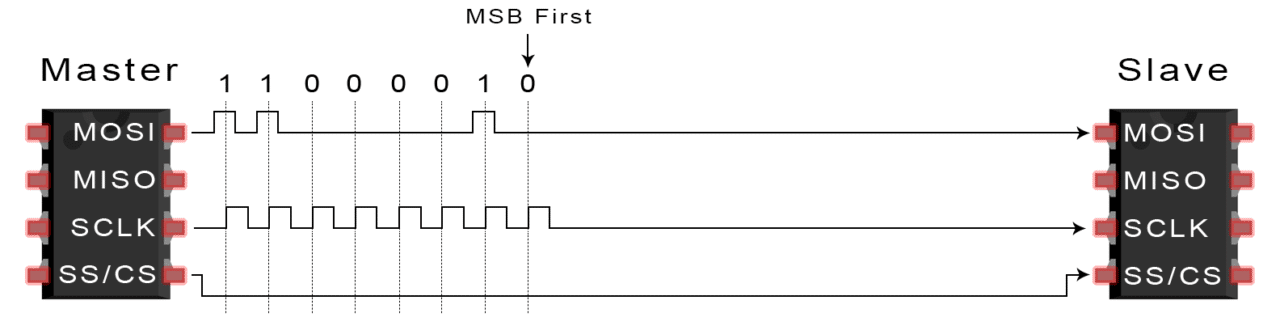 MSB First
Master
1 1 0 0 0 0 1 0
Slave
MOSI
MISO
SCLK
SS/CS
MOSI
MISO
SCLK
SS/CS